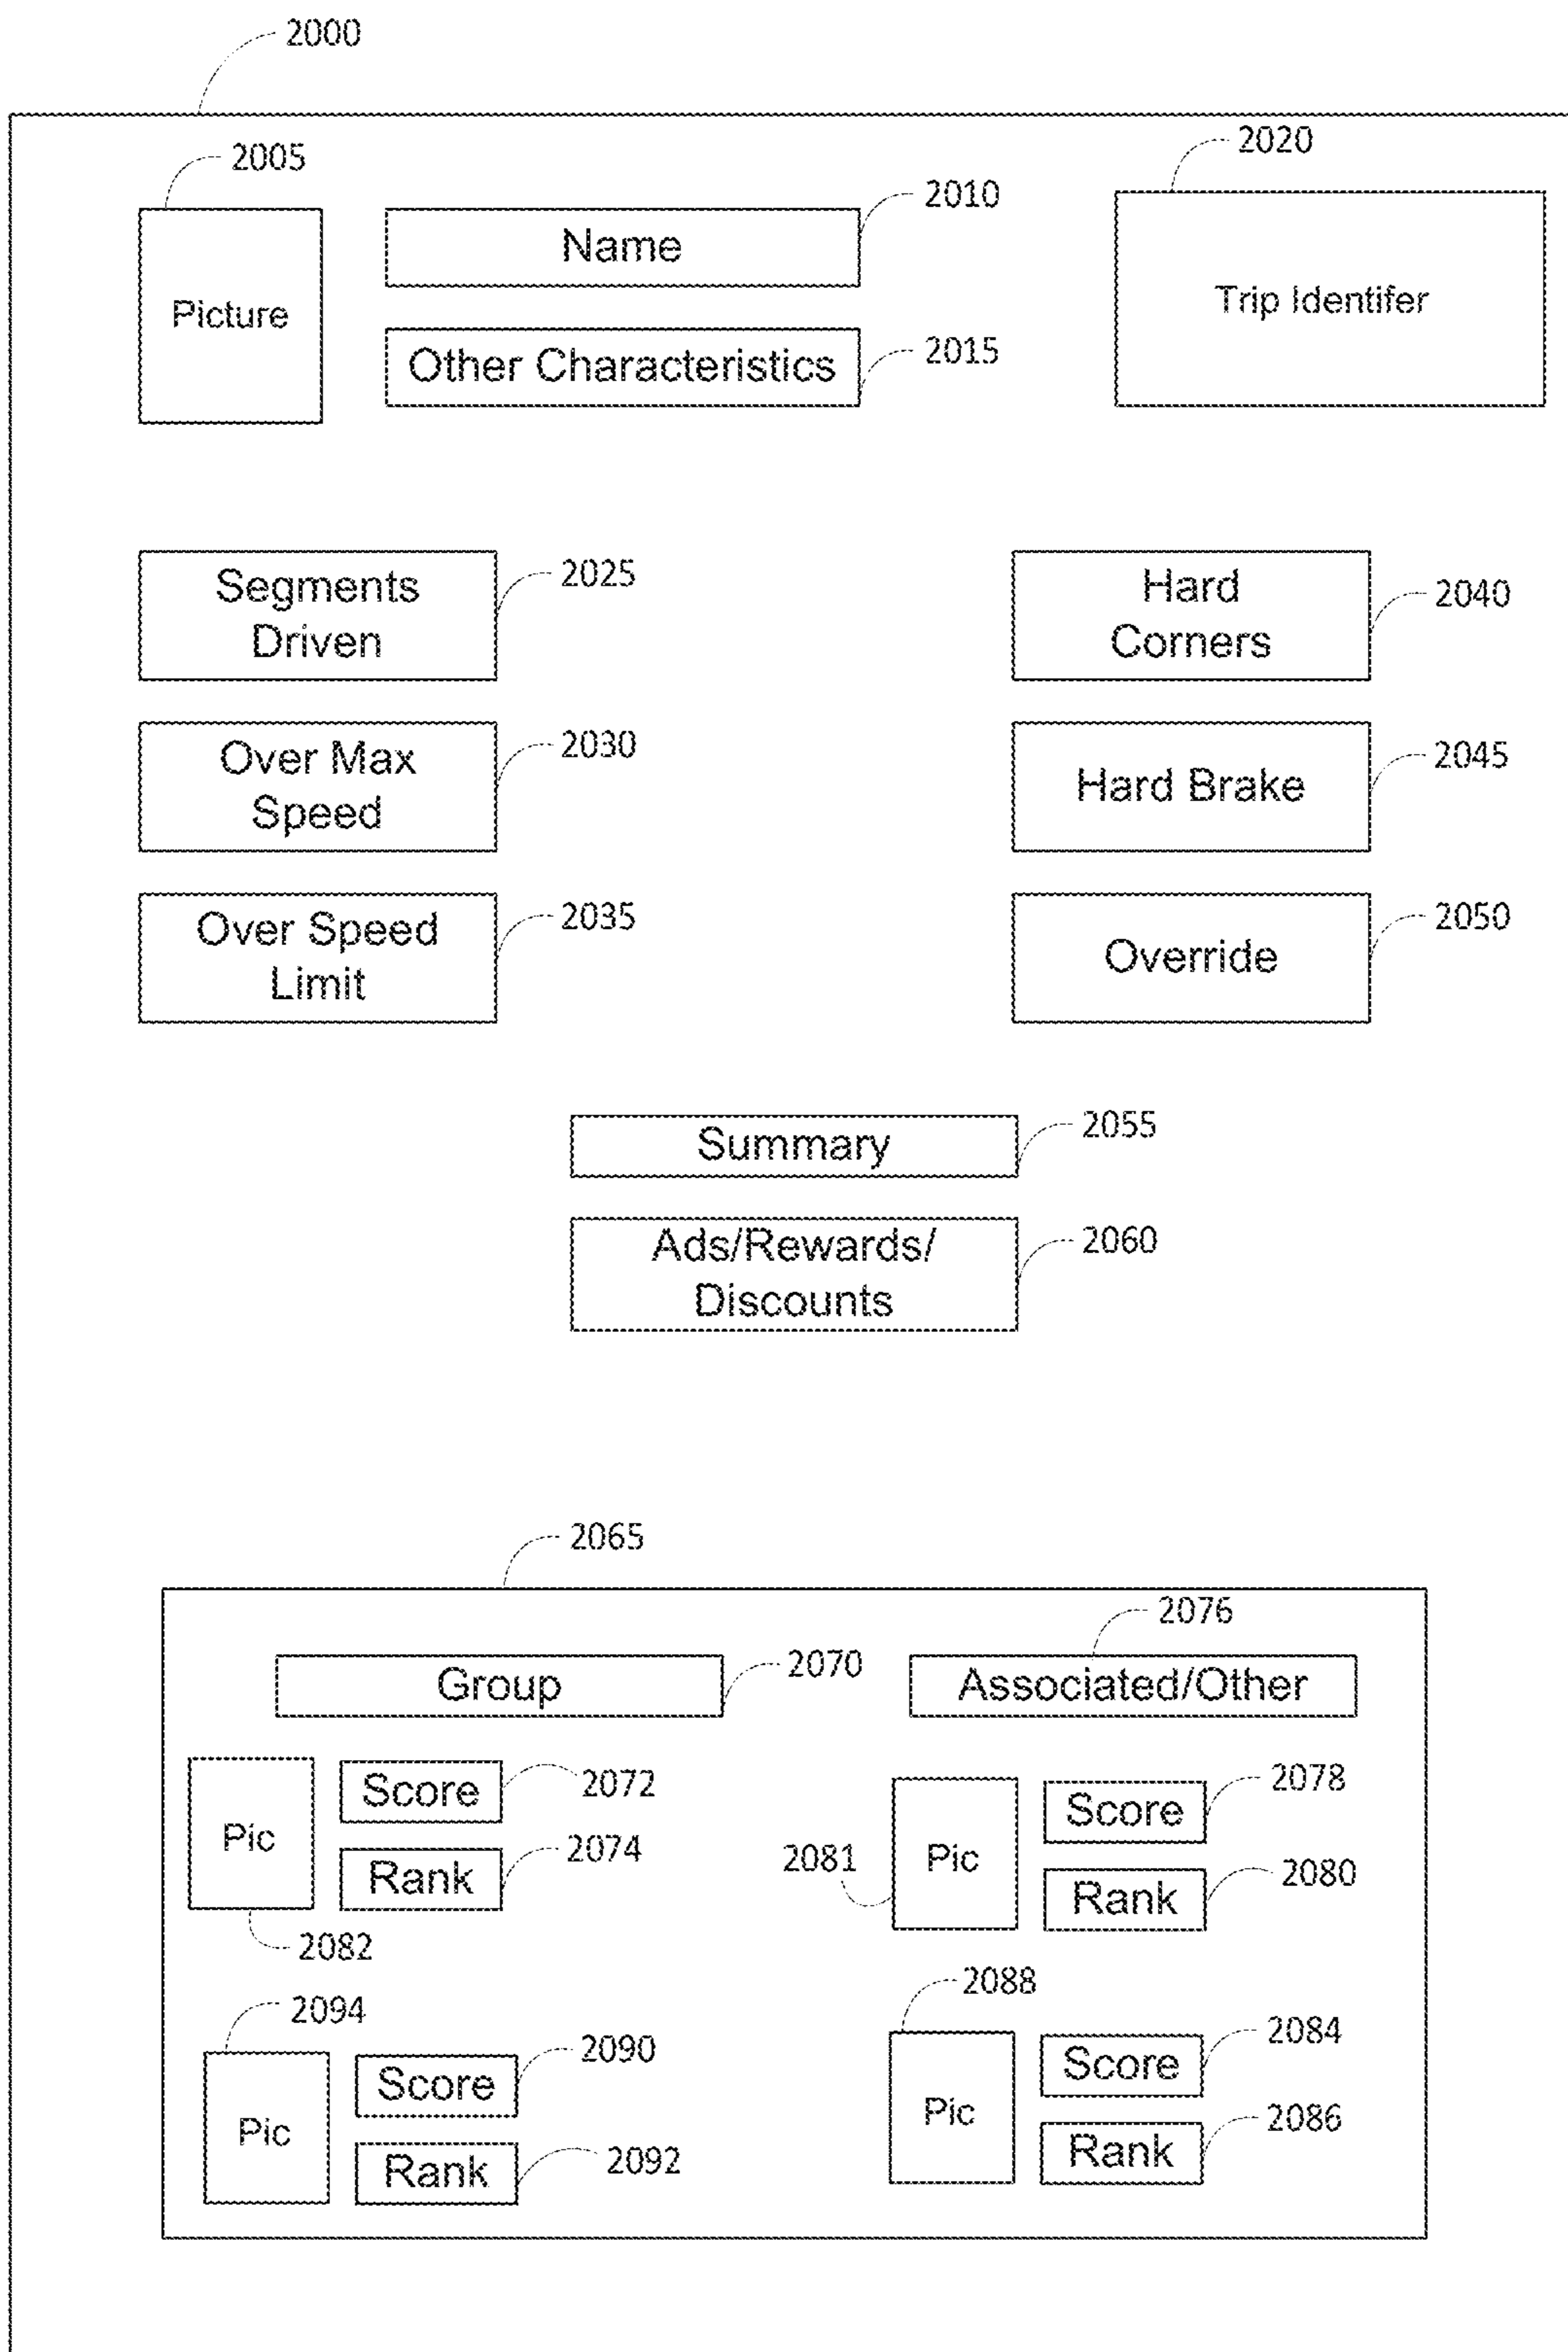 2000
2005
2020
2010
Name
Picture
Trip Identifer
Other Characteristics
2015
Segments
Driven
2025
Hard
Corners
2040
Over Max
Speed
2030
Hard Brake
2045
Over Speed
Limit
2035
Override
2050
Summary
2055
Ads/Rewards/
Discounts
2060
2065
2076
Group
2070
Associated/Other
Pic
Score
2072
Rank
2074
2082
2081
Pic
Score
2078
Rank
2080
2094
Pic
Score
2090
Rank
2092
2088
Pic
Score
2084
Rank
2086